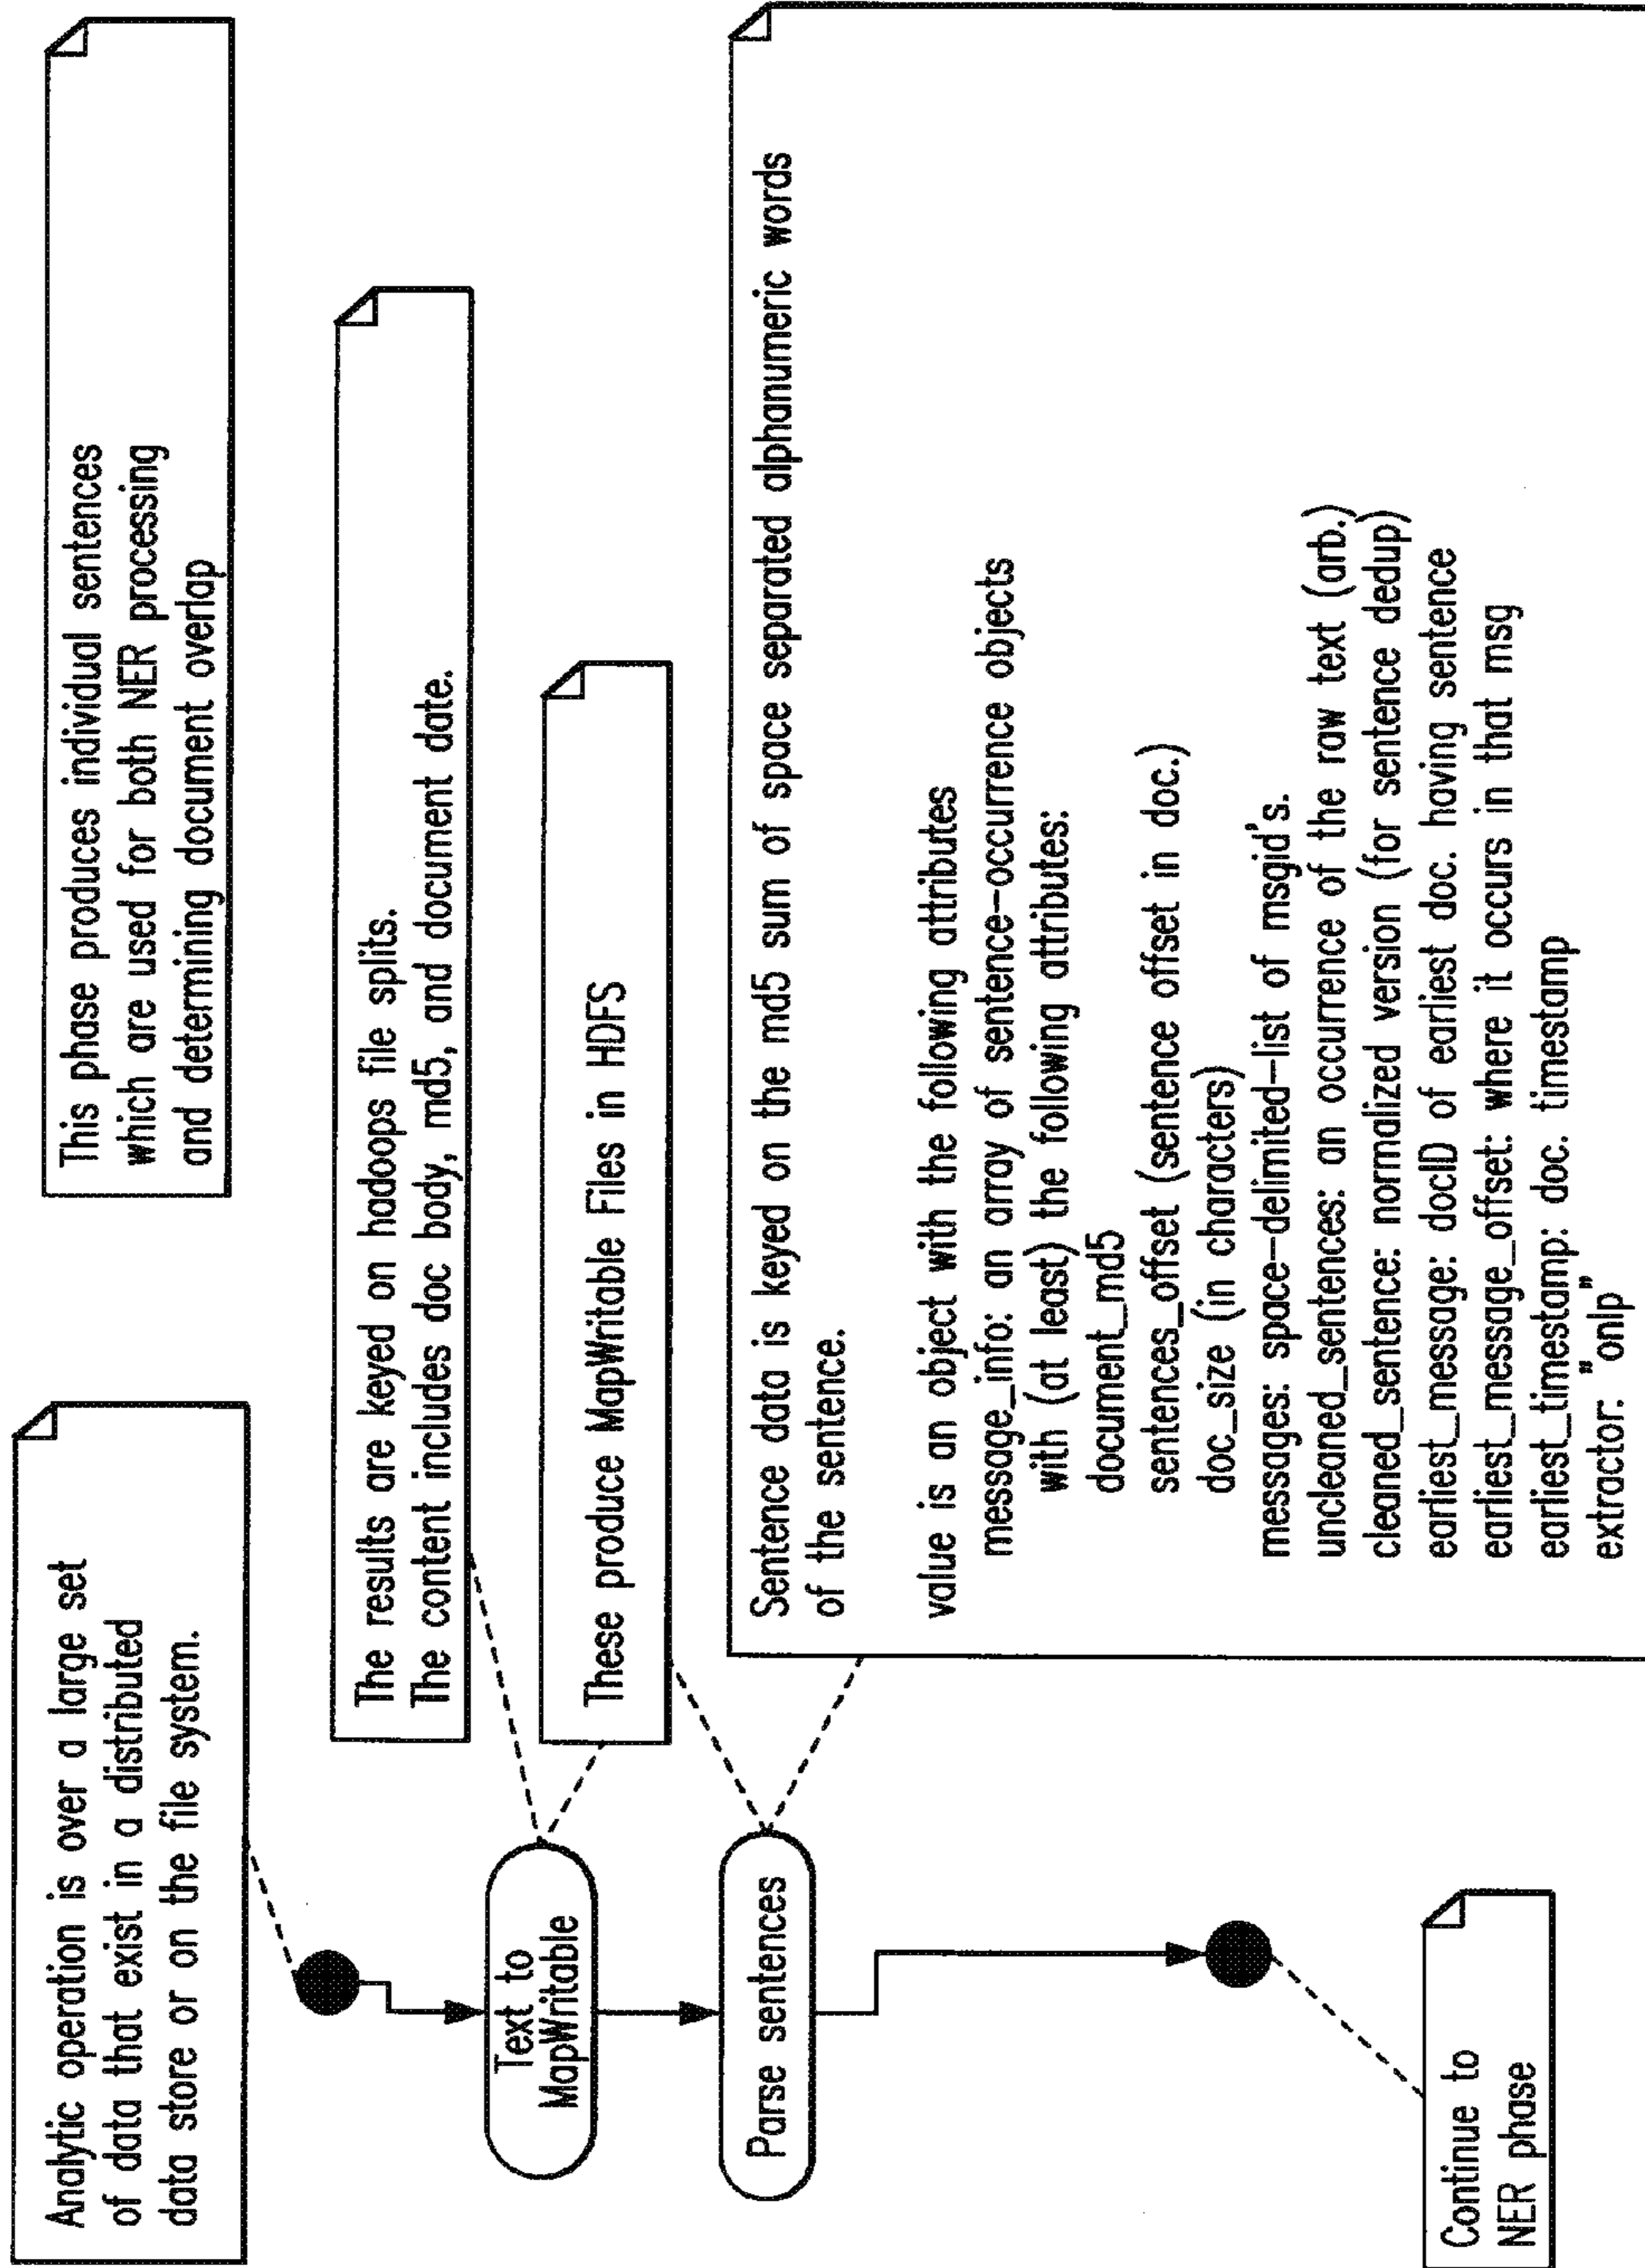 Analytic operation is over a large set
of data that exist in a distributed
data store or on the file system.
This phase produces individual sentences
which are used for both NER processing
and determining document overlap
The results are keyed on hadoops file splits.
The content includes doc body, md5, and document date.
Text to
MapWritable
These produce MapWritable Files in HDFS
Parse sentences
Sentence data is keyed on the md5 sum of space separated alphanumeric words
of the sentence.
value is an object with the following attributes
message_info: an array of sentence-occurrence objects
with (at least) the following attributes:
document_md5
sentences_offset (sentence offset in doc.)
doc_size (in characters)
messages: space-delimited-list of msgid's.
uncleaned_sentences: an occurrence of the raw text (arb.)
cleaned_sentence: normalized version (for sentence dedup)
earliest_message: docID of earliest doc. having sentence
earliest_message_offset: where it occurs in that msg
earliest_timestamp: doc. timestamp
extractor: "onlp"
Continue to
NER phase